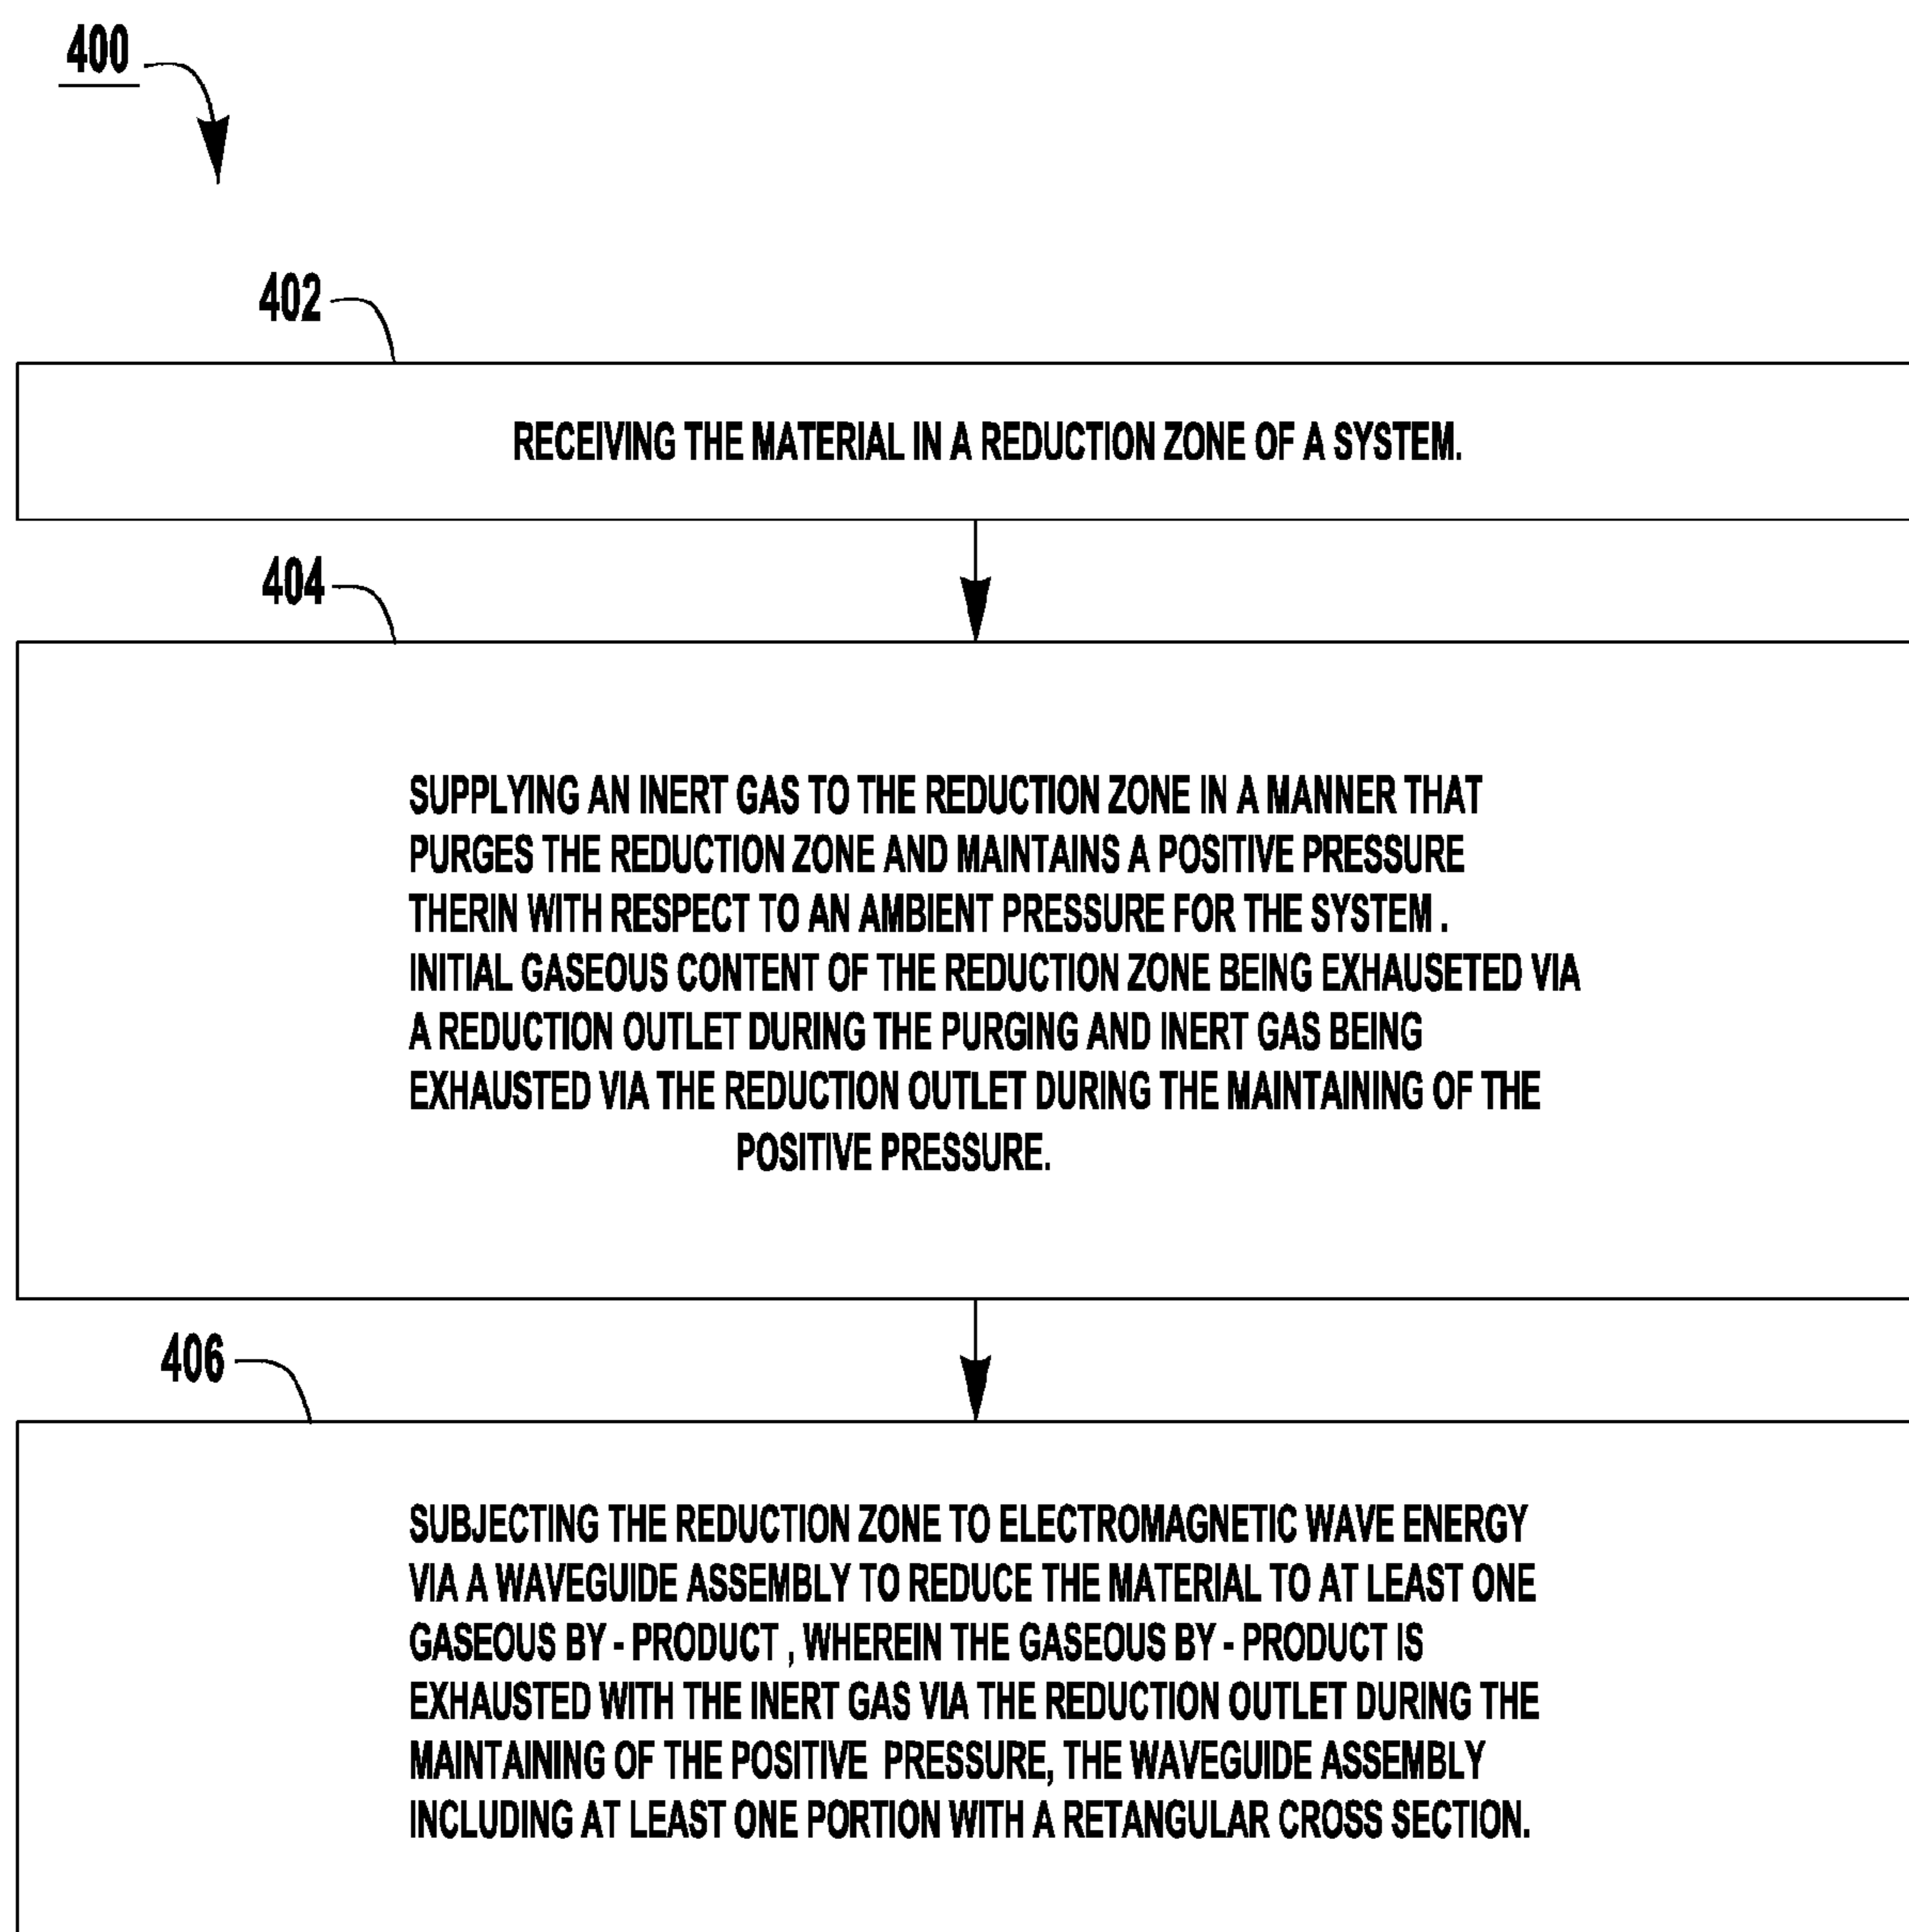 400
402
RECEIVING THE MATERIAL IN A REDUCTION ZONE OF A SYSTEM.
404
SUPPLYING AN INERT GAS TO THE REDUCTION ZONE IN A MANNER THAT
PURGES THE REDUCTION ZONE AND MAINTAINS A POSITIVE PRESSURE
THERIN WITH RESPECT TO AN AMBIENT PRESSURE FOR THE SYSTEM .
INITIAL GASEOUS CONTENT OF THE REDUCTION ZONE BEING EXHAUSETED VIA
A REDUCTION OUTLET DURING THE PURGING AND INERT GAS BEING
EXHAUSTED VIA THE REDUCTION OUTLET DURING THE MAINTAINING OF THE
POSITIVE PRESSURE.
406
SUBJECTING THE REDUCTION ZONE TO ELECTROMAGNETIC WAVE ENERGY
VIA A WAVEGUIDE ASSEMBLY TO REDUCE THE MATERIAL TO AT LEAST ONE
GASEOUS BY - PRODUCT , WHEREIN THE GASEOUS BY - PRODUCT IS
EXHAUSTED WITH THE INERT GAS VIA THE REDUCTION OUTLET DURING THE
MAINTAINING OF THE POSITIVE PRESSURE, THE WAVEGUIDE ASSEMBLY
INCLUDING AT LEAST ONE PORTION WITH A RETANGULAR CROSS SECTION.